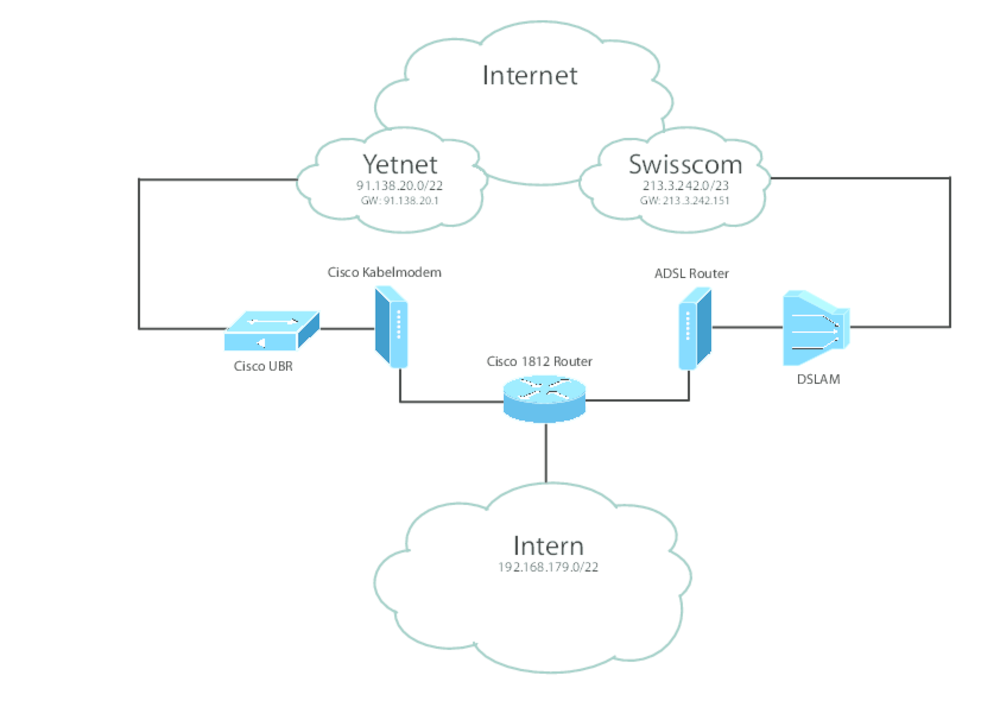 Internet
Yetnet
91.138.20.0/22
GW: 91.138.20.1
Swisscom
213.3.242.0/23
GW: 213.3.242.151
Cisco Kabelmodem
ADSL Router
Cisco UBR
Cisco 1812 Router
DSLAM
Intern
192.168.179.0/22